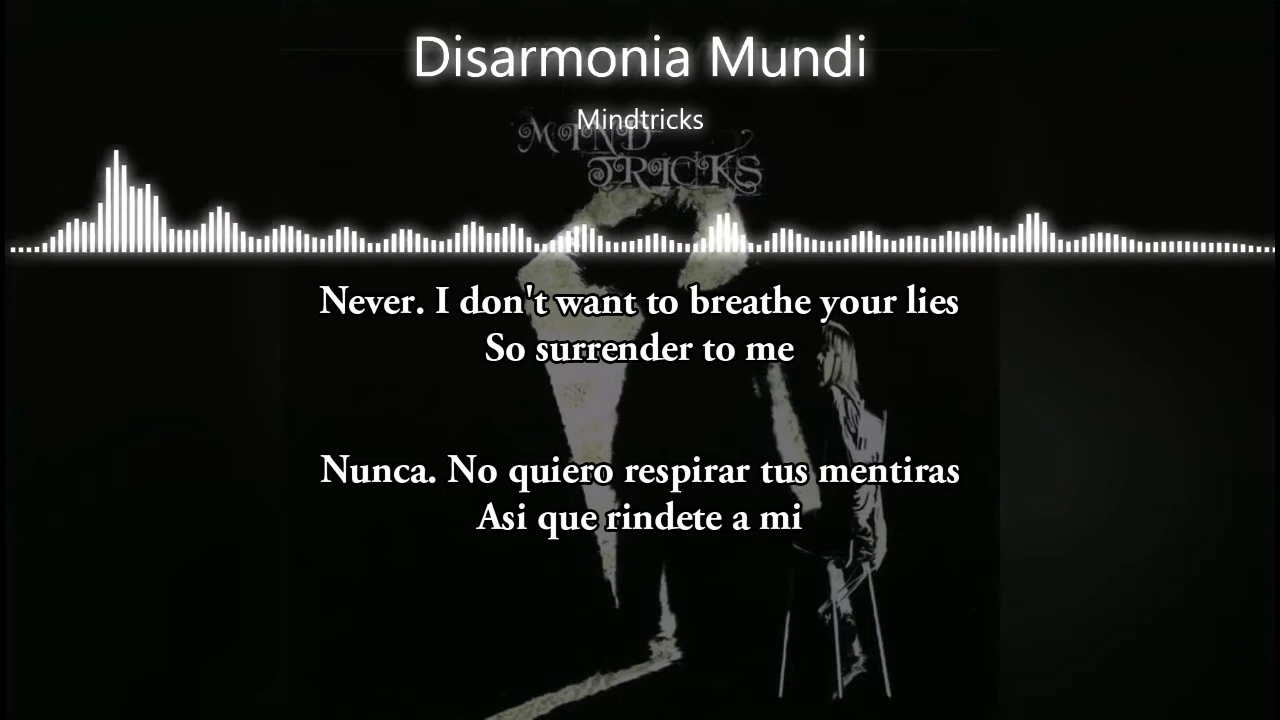 Disarmonia Mundi
Mindtricks
MIND
TRICKS
Never. I don't want to breathe your lies
So surrender to me
Nunca. No quiero respirar tus mentiras
Asi que rindete a mi